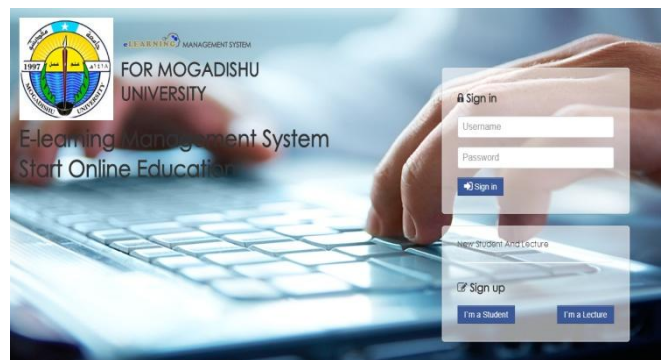 1997
MOGADISHU UNIVERSITY
eLEARNING MANAGEMENT SYSTEM
FOR MOGADISHU
UNIVERSITY
E-learning Management System
Start Online Education
Sign in
Username
Password
Sign in
New Student And Lecture
Sign up
I'm a Student
I'm a Lecture